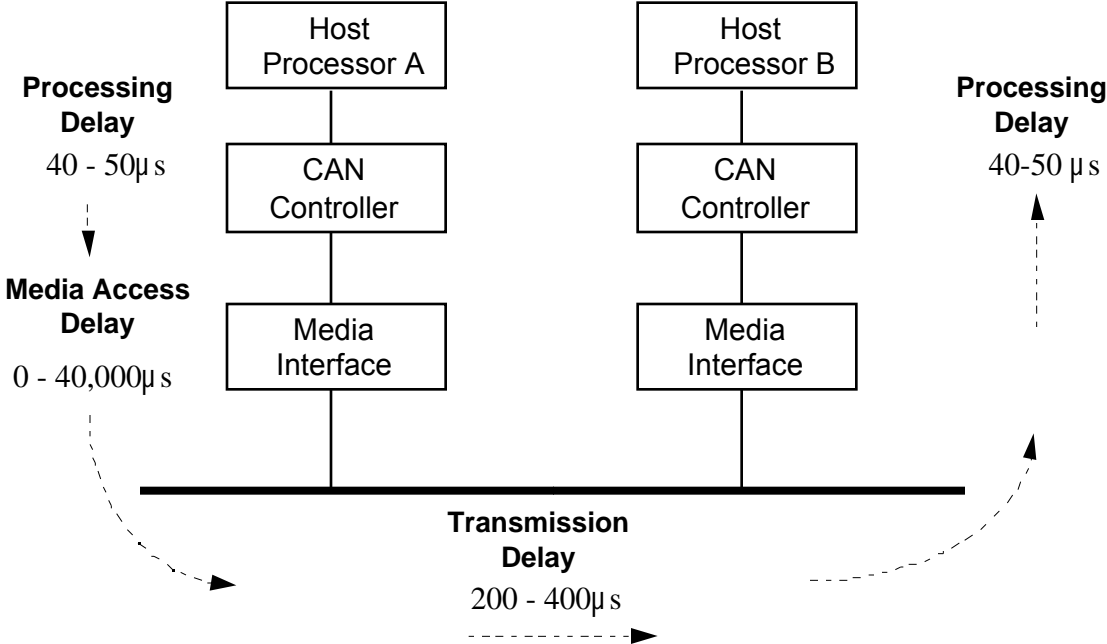 Host
Processor A
Host
Processor B
Processing
Delay
40 - 50μs
Processing
Delay
40-50 μs
CAN
Controller
CAN
Controller
Media Access
Delay
0 - 40,000μs
Media
Interface
Media
Interface
Transmission
Delay
200 - 400μs